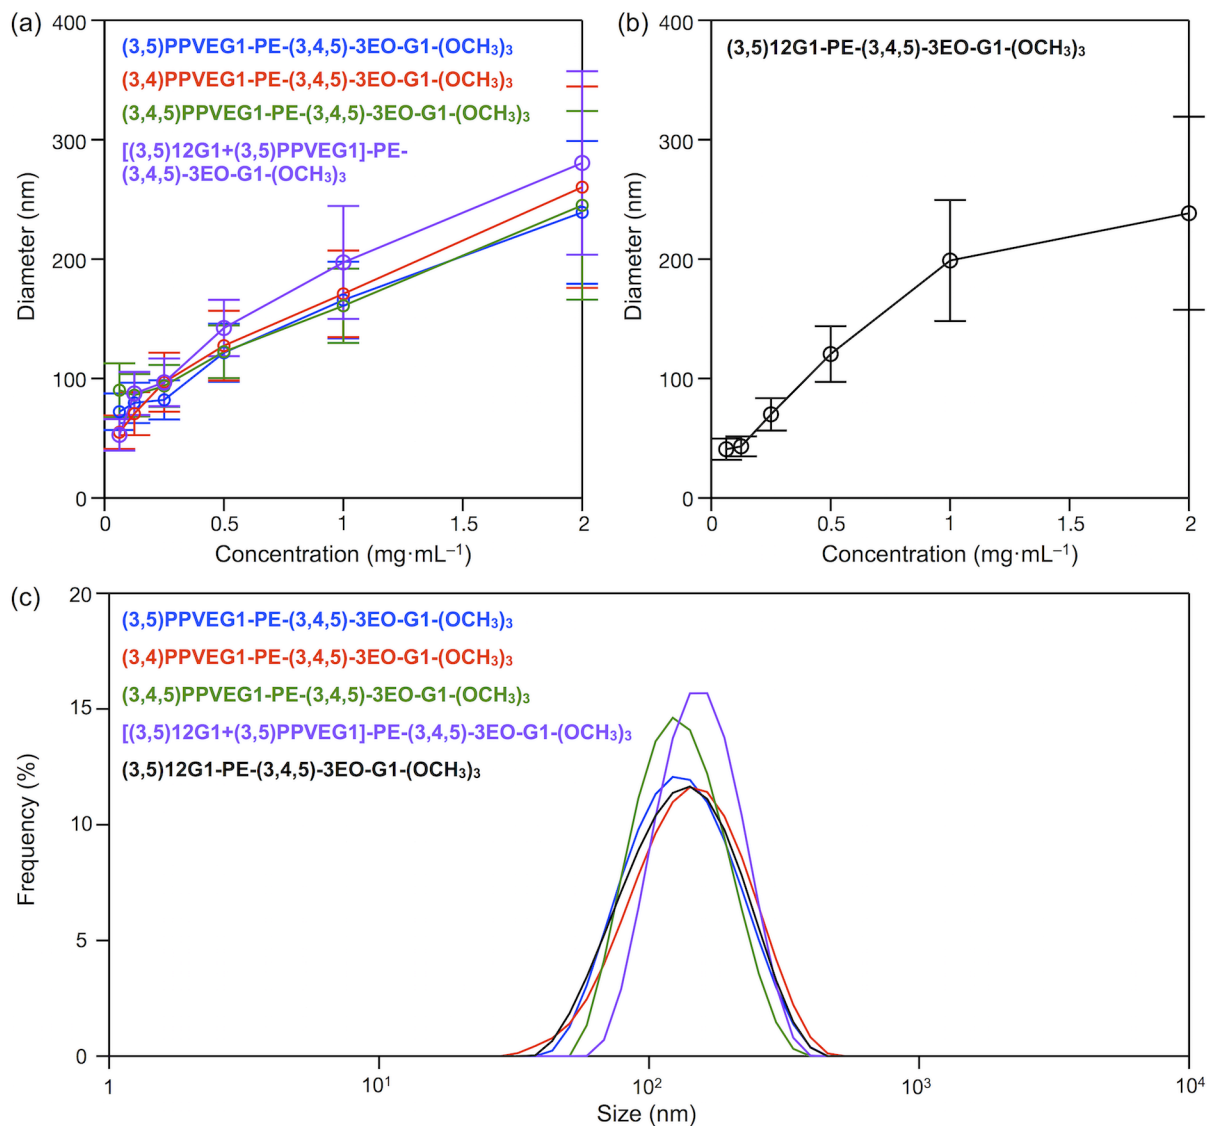 (a)
400
300
200
100
0
Diameter (nm)
(3,5)PPVEG1-PE-(3,4,5)-3EO-G1-(OCH₃)₃
(3,4)PPVEG1-PE-(3,4,5)-3EO-G1-(OCH₃)₃
(3,4,5)PPVEG1-PE-(3,4,5)-3EO-G1-(OCH₃)₃
[(3,5)12G1+(3,5)PPVEG1]-PE-
(3,4,5)-3EO-G1-(OCH₃)₃
0 0.5 1 1.5 2
Concentration (mg·mL⁻¹)
(b)
400
300
200
100
0
Diameter (nm)
(3,5)12G1-PE-(3,4,5)-3EO-G1-(OCH₃)₃
0 0.5 1 1.5 2
Concentration (mg·mL⁻¹)
(c)
20
15
10
5
0
Frequency (%)
(3,5)PPVEG1-PE-(3,4,5)-3EO-G1-(OCH₃)₃
(3,4)PPVEG1-PE-(3,4,5)-3EO-G1-(OCH₃)₃
(3,4,5)PPVEG1-PE-(3,4,5)-3EO-G1-(OCH₃)₃
[(3,5)12G1+(3,5)PPVEG1]-PE-(3,4,5)-3EO-G1-(OCH₃)₃
(3,5)12G1-PE-(3,4,5)-3EO-G1-(OCH₃)₃
1 10¹ 10² 10³ 10⁴
Size (nm)